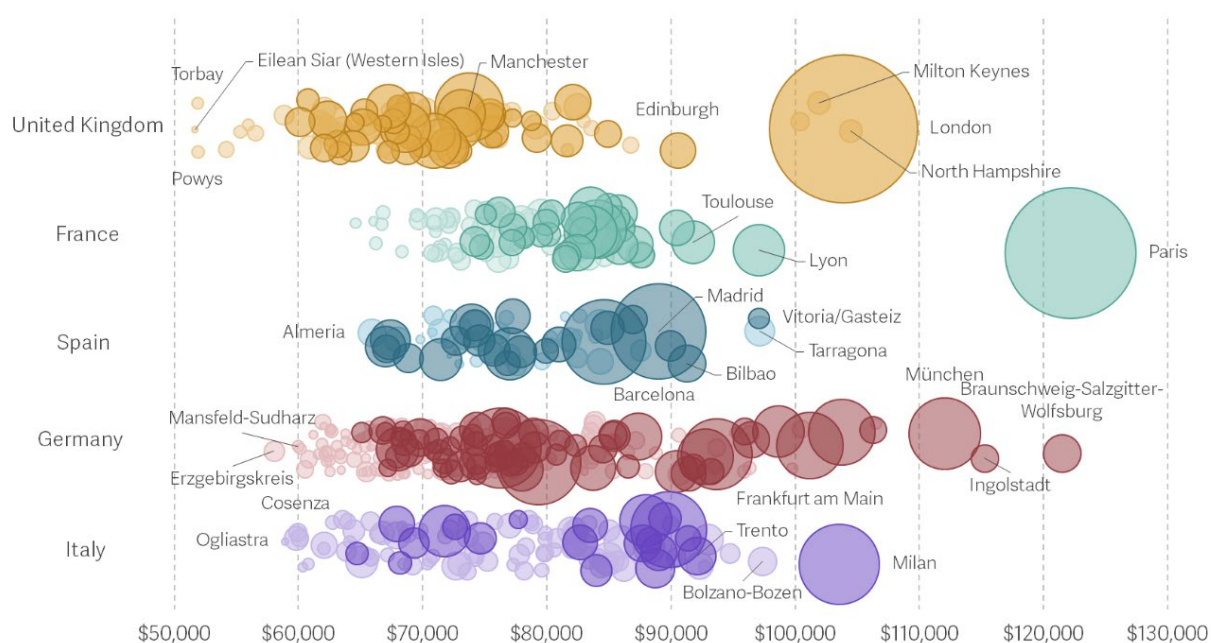 Torbay
Eilean Siar (Western Isles)
Manchester
Milton Keynes
Edinburgh
United Kingdom
London
North Hampshire
Powys
Toulouse
France
Lyon
Paris
Madrid
Almeria
Vitoria/Gasteiz
Spain
Tarragona
Bilbao
Barcelona
München
Braunschweig-Salzgitter-
Wolfsburg
Mansfeld-Sudharz
Germany
Erzgebirgskreis
Ingolstadt
Cosenza
Frankfurt am Main
Trento
Ogliastra
Italy
Milan
Bolzano-Bozen
$50,000
$60,000
$70,000
$80,000
$90,000
$100,000
$110,000
$120,000
$130,000